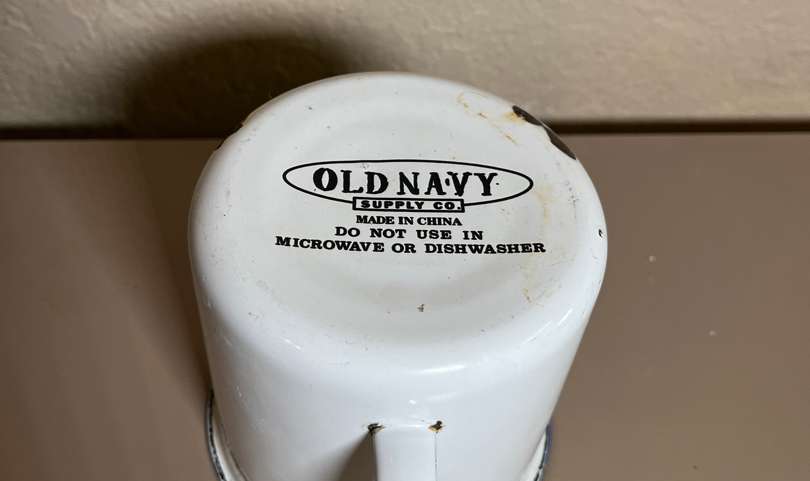 OLD NAVY
SUPPLY CO.
MADE IN CHINA
DO NOT USE IN
MICROWAVE OR DISHWASHER